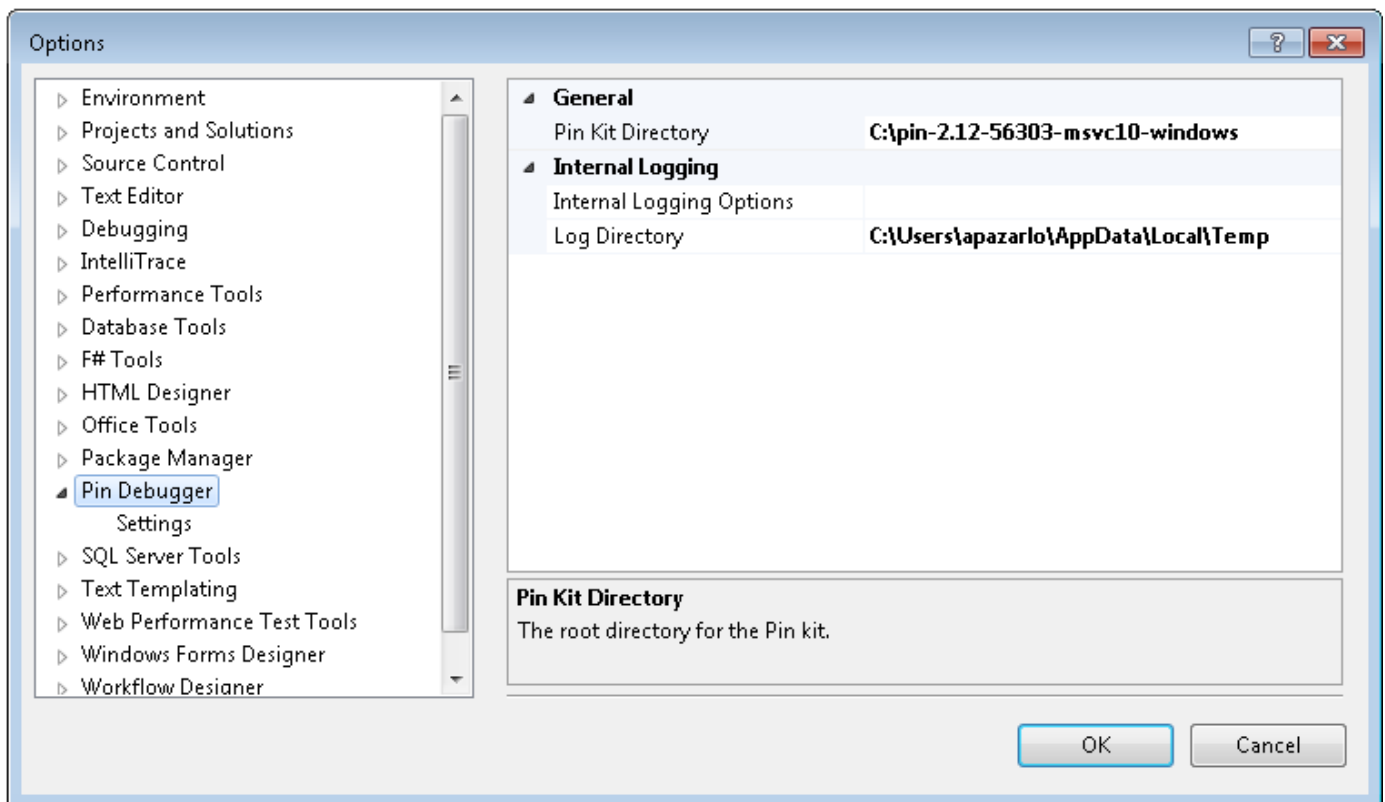 Options
Environment
Projects and Solutions
Source Control
Text Editor
Debugging
IntelliTrace
Performance Tools
Database Tools
F# Tools
HTML Designer
Office Tools
Package Manager
Pin Debugger
Settings
SQL Server Tools
Text Templating
Web Performance Test Tools
Windows Forms Designer
Workflow Designer
General
Pin Kit Directory C:\pin-2.12-56303-msvc10-windows
Internal Logging
Internal Logging Options
Log Directory C:\Users\apazarlo\AppData\Local\Temp
Pin Kit Directory
The root directory for the Pin kit.
OK Cancel